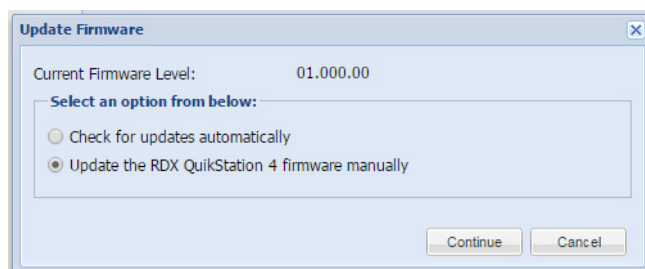 Update Firmware
Current Firmware Level: 01.000.00
Select an option from below:
Check for updates automatically
Update the RDX QuikStation 4 firmware manually
Continue Cancel